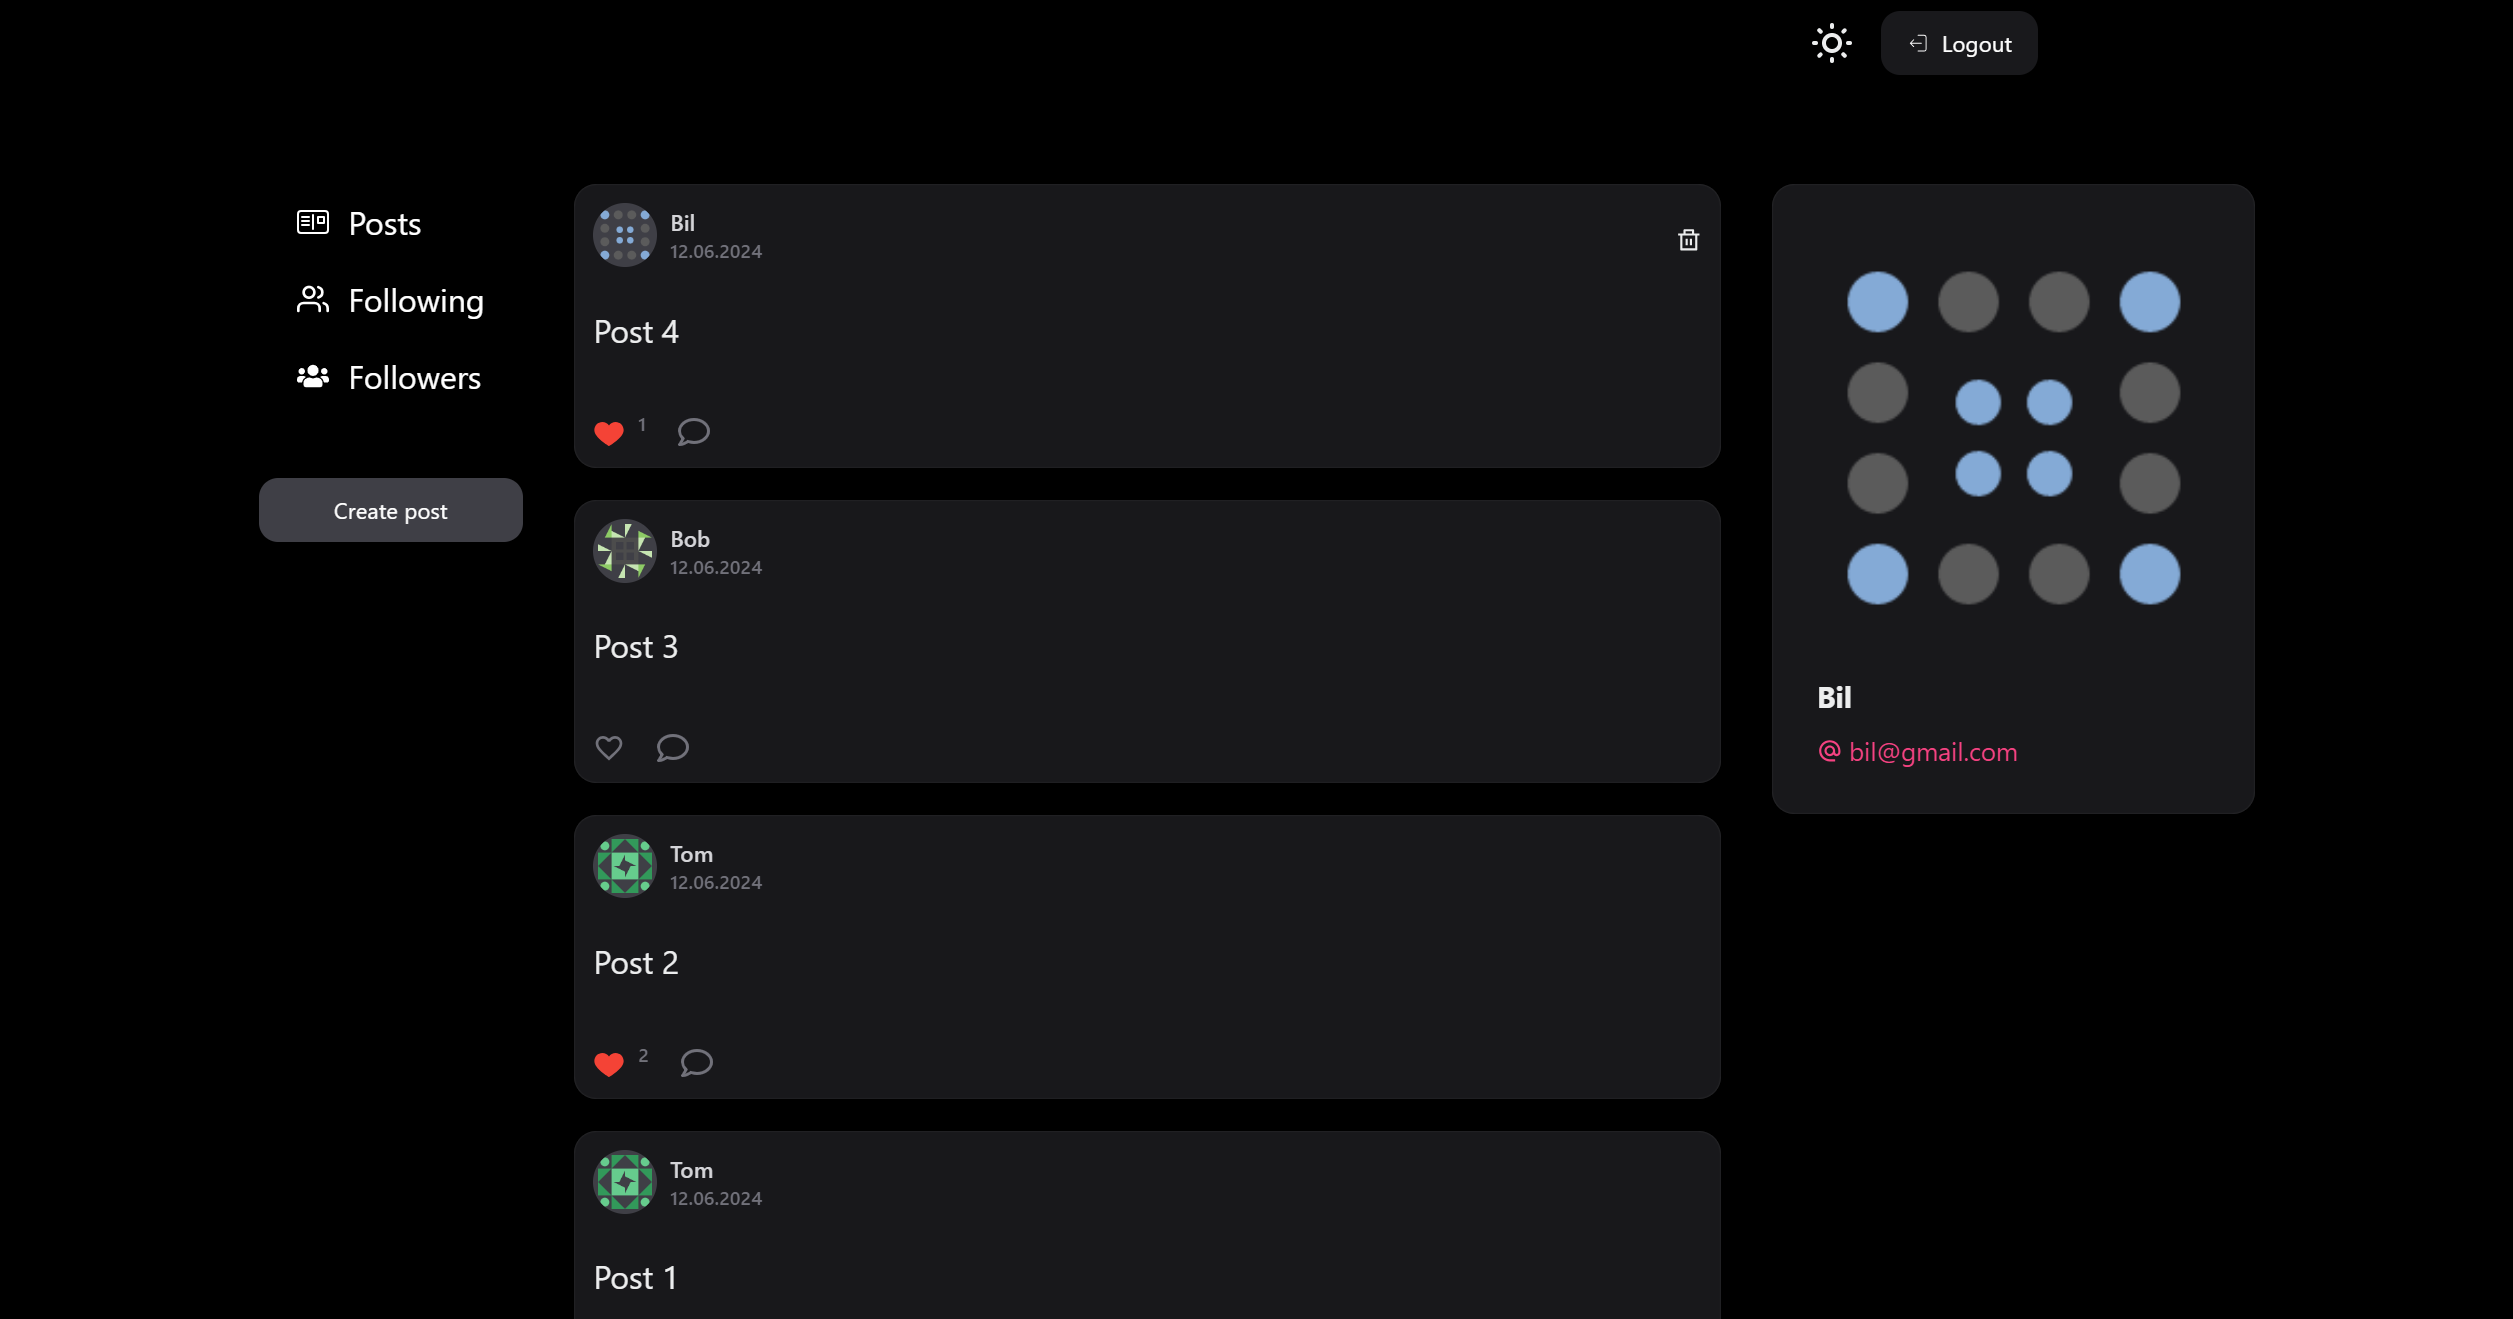 Logout
Posts
Following
Followers
Create post
Bil
12.06.2024
Post 4
1
Bob
12.06.2024
Post 3
Tom
12.06.2024
Post 2
2
Tom
12.06.2024
Post 1
Bil
@ bil@gmail.com